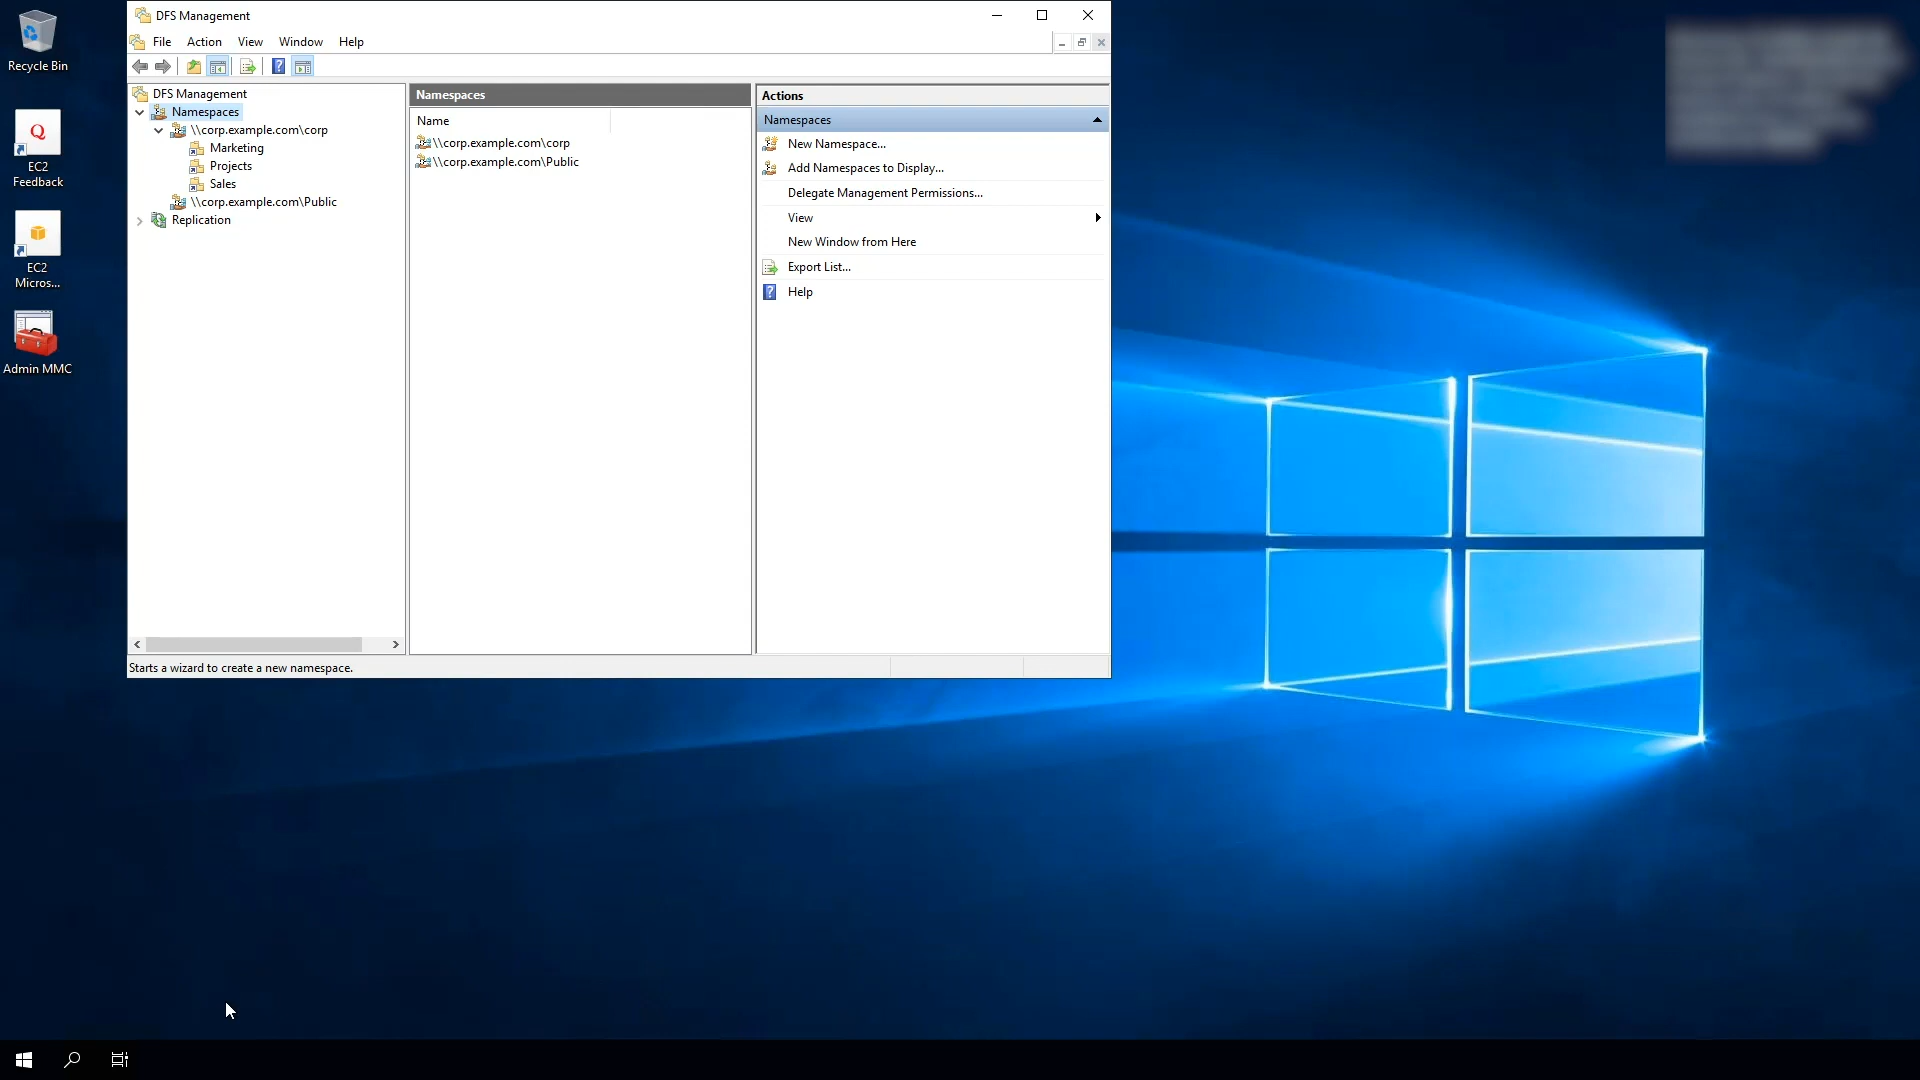 Recycle Bin
EC2
Feedback
EC2
Micros...
Admin MMC
DFS Management
File Action View Window Help
DFS Management
Namespaces
\\corp.example.com\corp
Marketing
Projects
Sales
\\corp.example.com\Public
Replication
Namespaces
Name
\\corp.example.com\corp
\\corp.example.com\Public
Actions
Namespaces
New Namespace...
Add Namespaces to Display...
Delegate Management Permissions...
View
New Window from Here
Export List...
Help
Starts a wizard to create a new namespace.